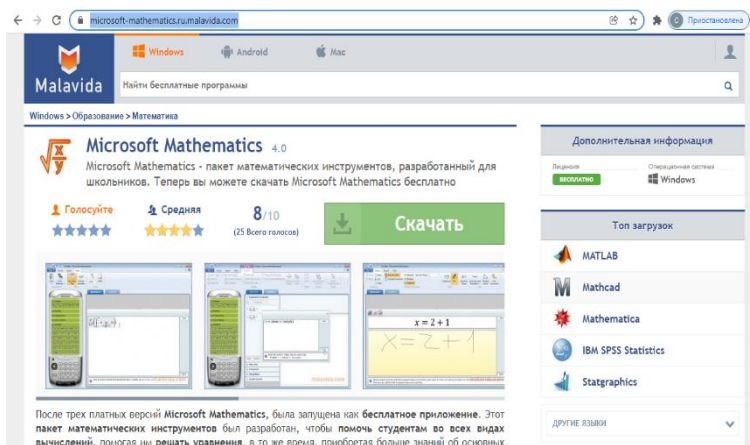 microsoft-mathematics.ru.malavida.com
Приостановлена
Windows
Android
Mac
Malavida
Найти бесплатные программы
Windows > Образование > Математика
Microsoft Mathematics 4.0
Microsoft Mathematics - пакет математических инструментов, разработанный для
школьников. Теперь вы можете скачать Microsoft Mathematics бесплатно
Голосуйте
Средняя
8/10
(25 Всего голосов)
Скачать
x = 2 + 1
x = 2 + 1
malavida.com
После трех платных версий Microsoft Mathematics, была запущена как бесплатное приложение. Этот
пакет математических инструментов был разработан, чтобы помочь студентам во всех видах
вычислений, помогая им решать уравнения, в то же время, приобретая больше знаний об основных
Дополнительная информация
Лицензия
БЕСПЛАТНО
Операционная система
Windows
Топ загрузок
MATLAB
Mathcad
Mathematica
IBM SPSS Statistics
Statgraphics
ДРУГИЕ ЯЗЫКИ